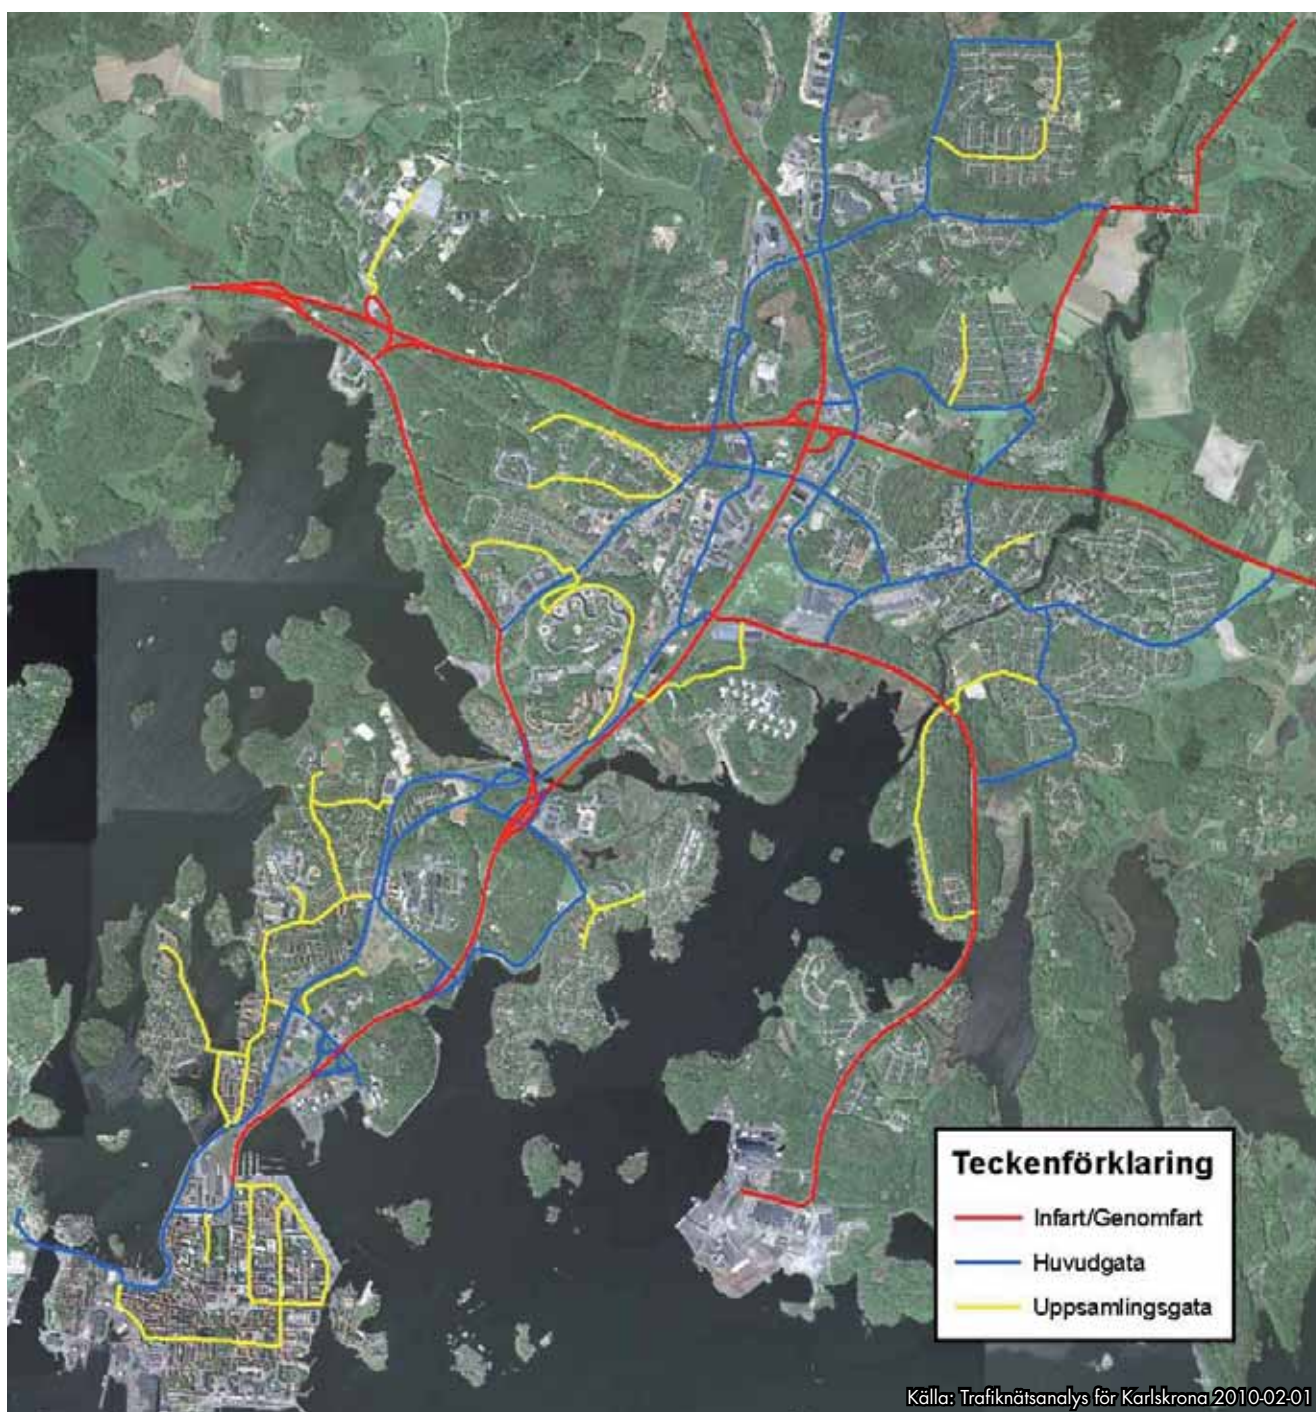 Teckenförklaring
Infart/Genomfart
Huvudgata
Uppsamlingsgata
Källa: Trafiknätsanalys för Karlskrona 2010-02-01